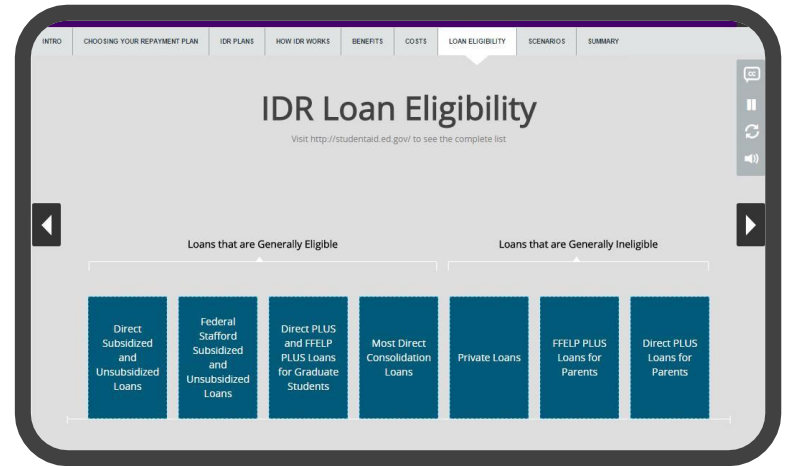 INTRO
CHOOSING YOUR REPAYMENT PLAN
IDR PLANS
HOW IDR WORKS
BENEFITS
COSTS
LOAN ELIGIBILITY
SCENARIOS
SUMMARY
CC
IDR Loan Eligibility
Visit http://studentaid.ed.gov/ to see the complete list
Loans that are Generally Eligible
Loans that are Generally Ineligible
Direct
Subsidized
and
Unsubsidized
Loans
Federal
Stafford
Subsidized
and
Unsubsidized
Loans
Direct PLUS
and FFELP
PLUS Loans
for Graduate
Students
Most Direct
Consolidation
Loans
Private Loans
FFELP PLUS
Loans for
Parents
Direct PLUS
Loans for
Parents